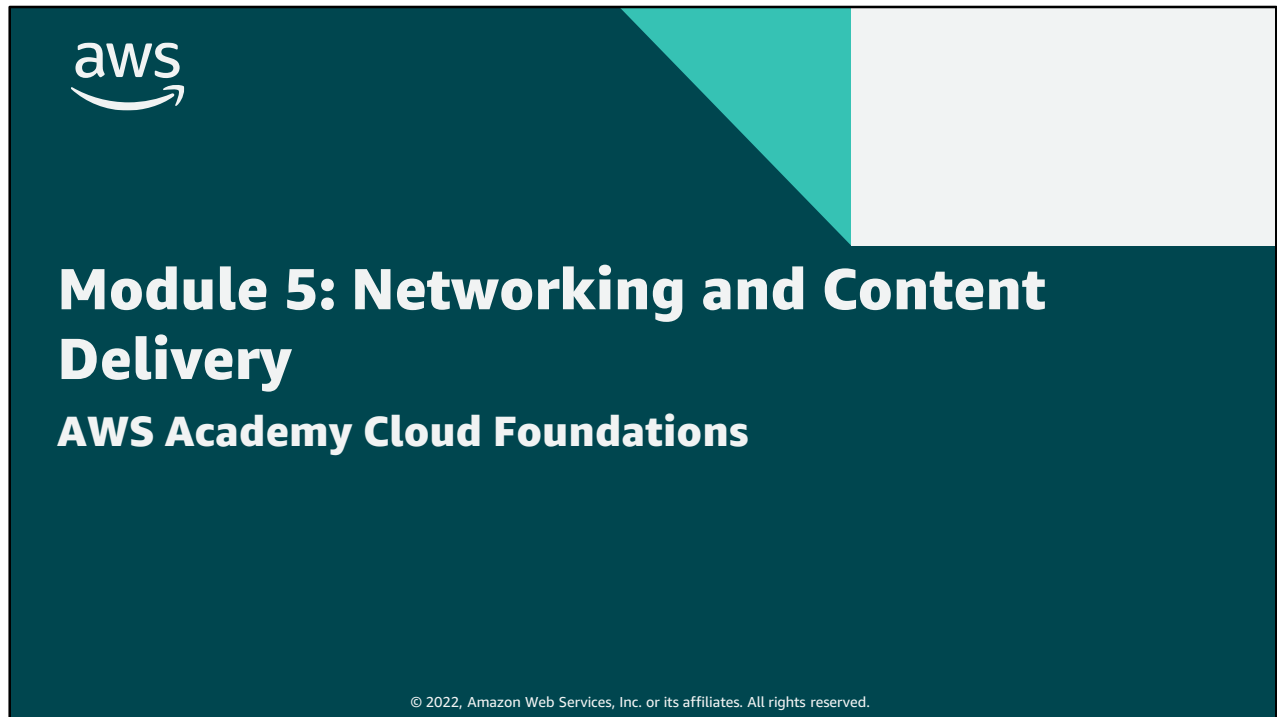 aws
Module 5: Networking and Content
Delivery
AWS Academy Cloud Foundations
© 2022, Amazon Web Services, Inc. or its affiliates. All rights reserved.